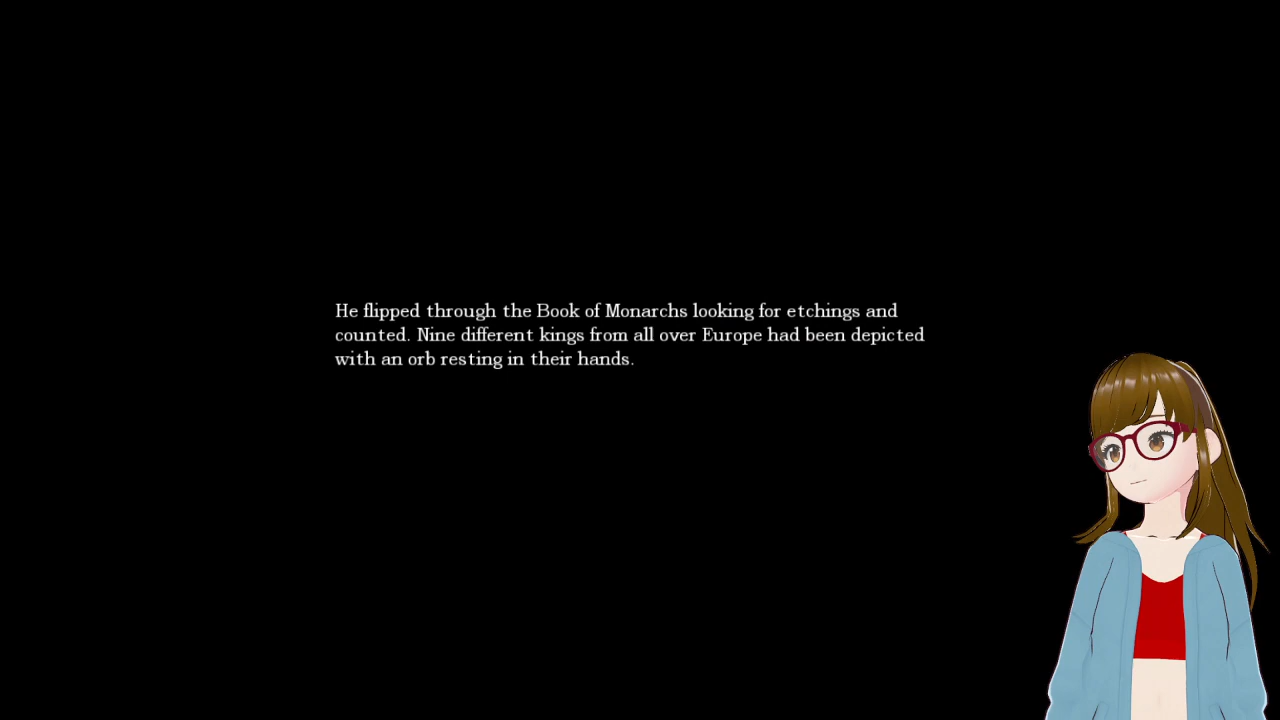 He flipped through the Book of Monarchs looking for etchings and
counted. Nine different kings from all over Europe had been depicted
with an orb resting in their hands.